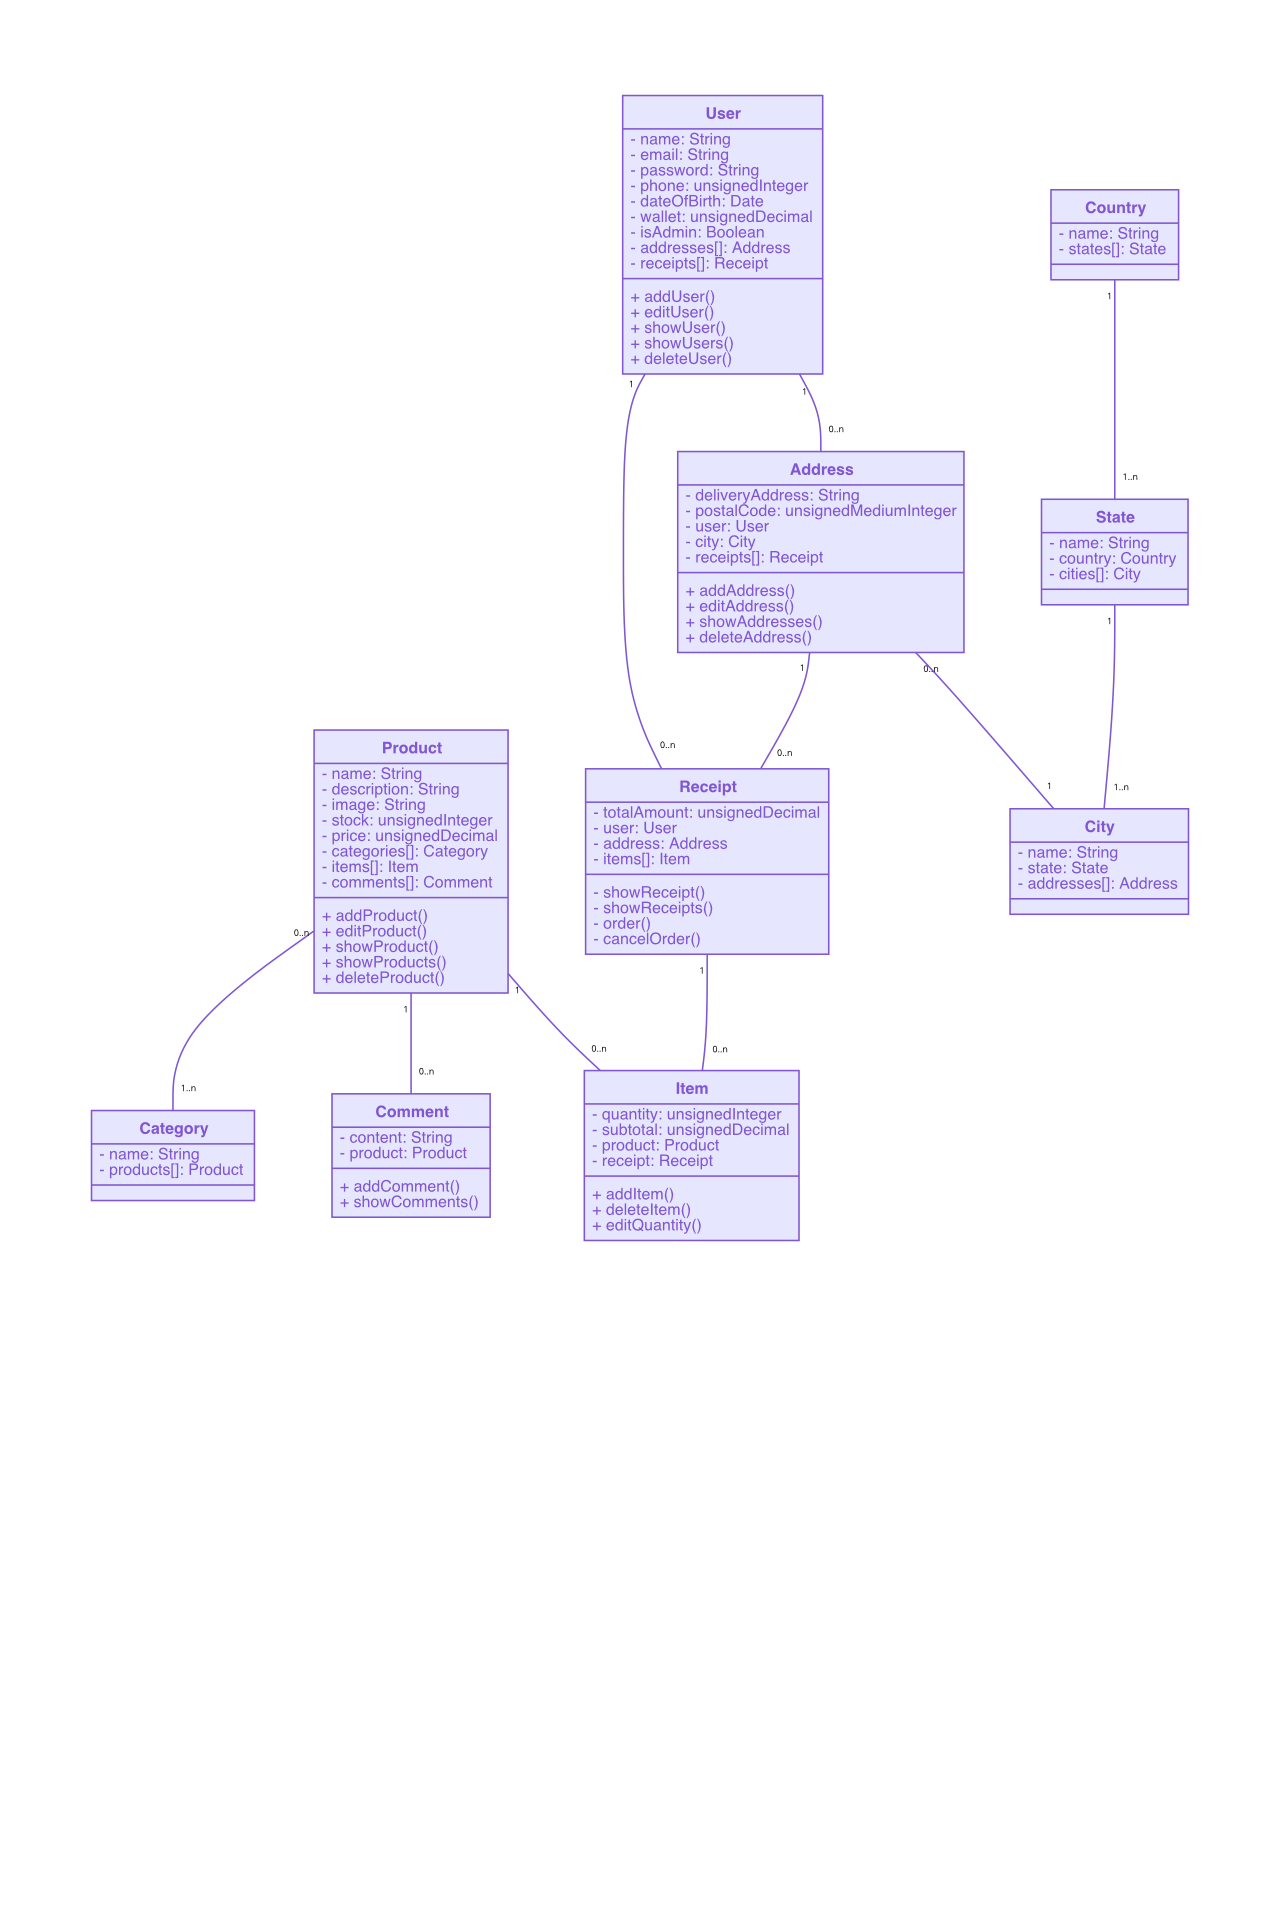 User
- name: String
- email: String
- password: String
- phone: unsignedInteger
- dateOfBirth: Date
- wallet: unsignedDecimal
- isAdmin: Boolean
- addresses[]: Address
- receipts[]: Receipt
+ addUser()
+ editUser()
+ showUser()
+ showUsers()
+ deleteUser()
Country
- name: String
- states[]: State
1
1
1
0..n
1..n
Address
- deliveryAddress: String
- postalCode: unsignedMediumInteger
- user: User
- city: City
- receipts[]: Receipt
+ addAddress()
+ editAddress()
+ showAddresses()
+ deleteAddress()
State
- name: String
- country: Country
- cities[]: City
1
1
0..n
0..n
0..n
1
1..n
Product
- name: String
- description: String
- image: String
- stock: unsignedInteger
- price: unsignedDecimal
- categories[]: Category
- items[]: Item
- comments[]: Comment
+ addProduct()
+ editProduct()
+ showProduct()
+ showProducts()
+ deleteProduct()
Receipt
- totalAmount: unsignedDecimal
- user: User
- address: Address
- items[]: Item
- showReceipt()
- showReceipts()
- order()
- cancelOrder()
City
- name: String
- state: State
- addresses[]: Address
0..n
1
1
1
0..n
0..n
0..n
1..n
Category
- name: String
- products[]: Product
Comment
- content: String
- product: Product
+ addComment()
+ showComments()
Item
- quantity: unsignedInteger
- subtotal: unsignedDecimal
- product: Product
- receipt: Receipt
+ addItem()
+ deleteItem()
+ editQuantity()